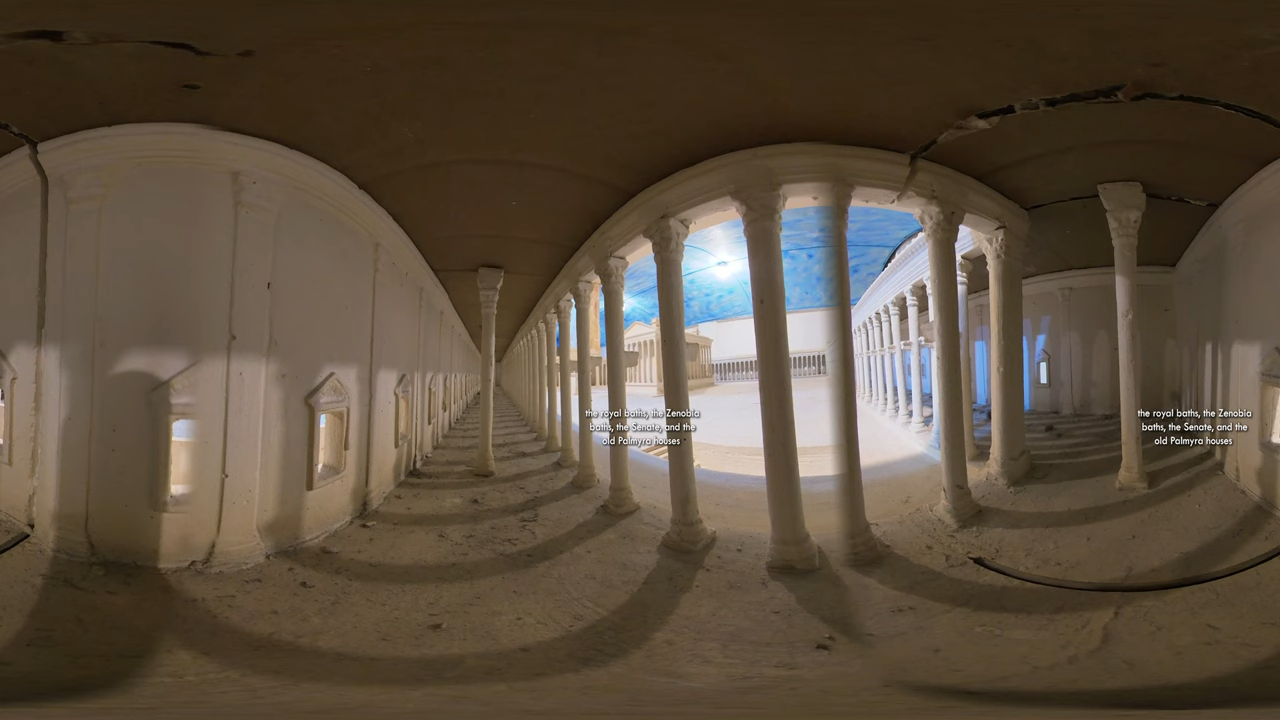 the royal baths, the Zenobia
baths, the Senate, and the
old Palmyra houses
the royal baths, the Zenobia
baths, the Senate, and the
old Palmyra houses